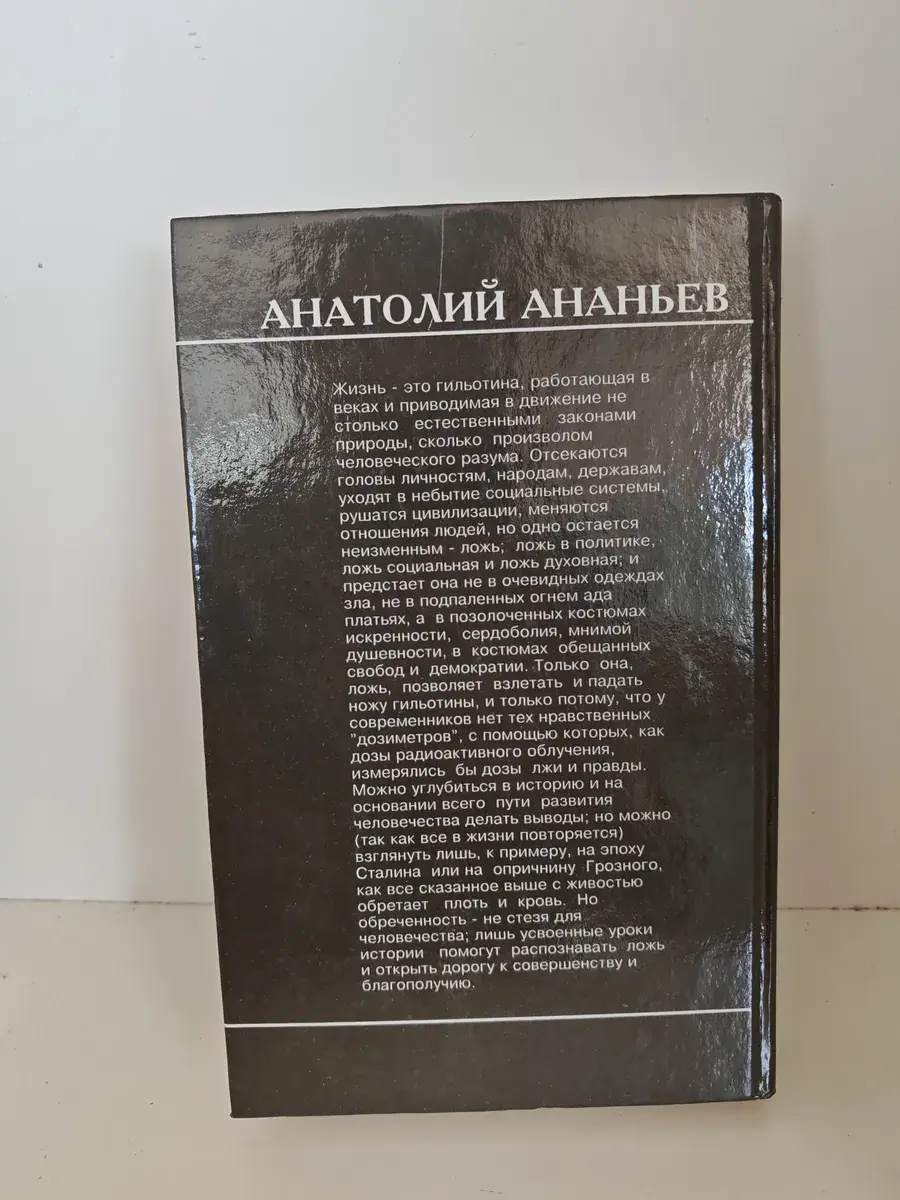 АНАТОЛИЙ АНАНЬЕВ
Жизнь - это гильотина, работающая в
веках и приводимая в движение не
столько естественными законами
природы, сколько произволом
человеческого разума. Отсекаются
головы личностям, народам, державам,
уходят в небытие социальные системы,
рушатся цивилизации, меняются
отношения людей, но одно остается
неизменным - ложь; ложь в политике,
ложь социальная и ложь духовная; и
предстает она не в очевидных одеждах
зла, не в подпаленных огнем ада
платьях, а в позолоченных костюмах
искренности, сердоболия, мнимой
душевности, в костюмах обещанных
свобод и демократии. Только она,
ложь, позволяет взлетать и падать
ножу гильотины, и только потому, что у
современников нет тех нравственных
"дозиметров", с помощью которых, как
дозы радиоактивного облучения,
измерялись бы дозы лжи и правды.
Можно углубиться в историю и на
основании всего пути развития
человечества делать выводы; но можно
(так как все в жизни повторяется)
взглянуть лишь, к примеру, на эпоху
Сталина или на опричнину Грозного,
как все сказанное выше с живостью
обретает плоть и кровь. Но
обреченность - не стезя для
человечества; лишь усвоенные уроки
истории помогут распознавать ложь
и открыть дорогу к совершенству и
благополучию.